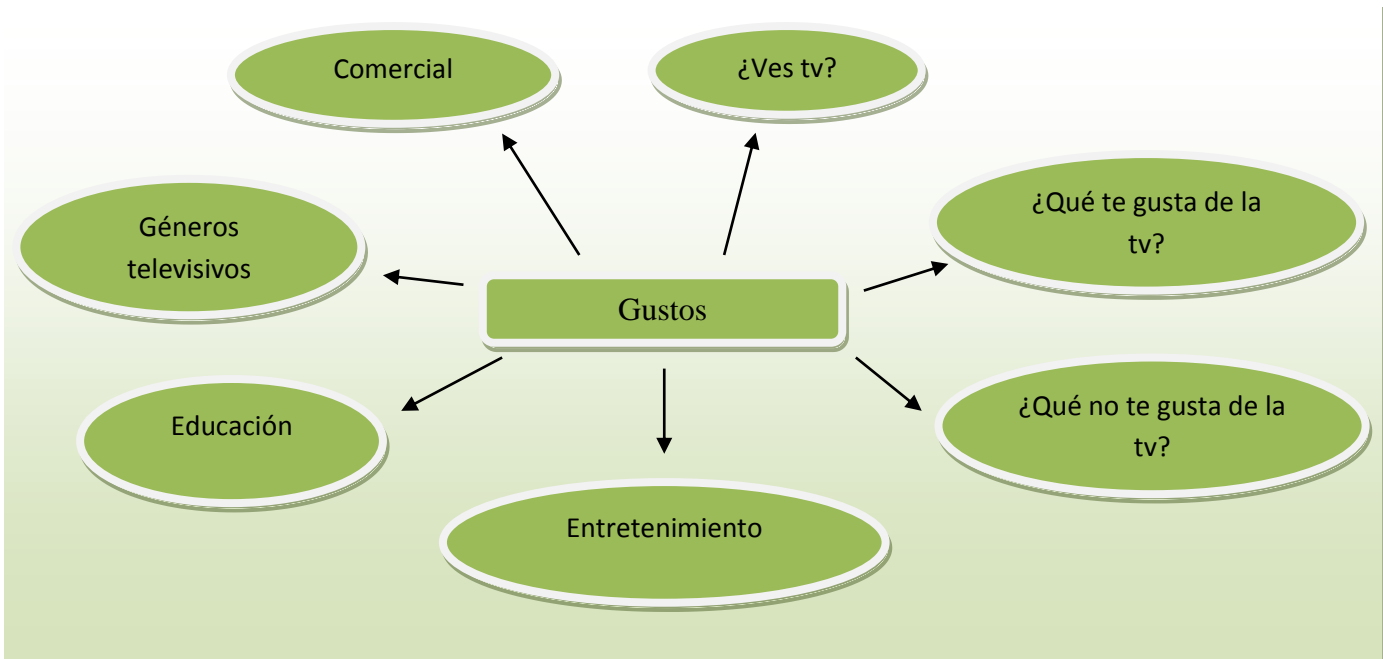 Comercial
¿Ves tv?
¿Qué te gusta de la
tv?
Géneros
televisivos
Gustos
¿Qué no te gusta de la
tv?
Educación
Entretenimiento